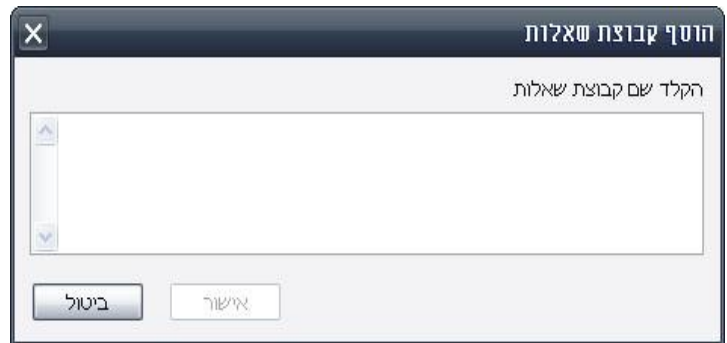 הוסף קבוצת שאלות
הקלד שם קבוצת שאלות
אישור
ביטול